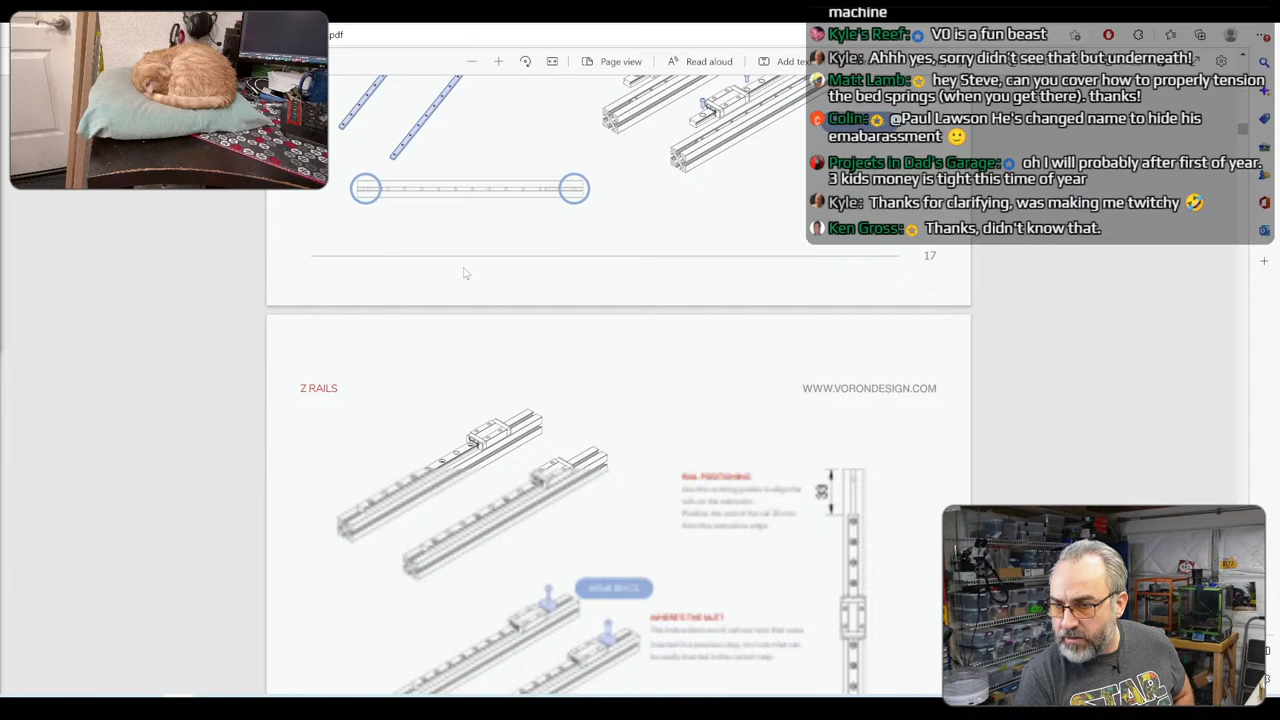 machine
Kyle's Reef: V0 is a fun beast
Kyle: Ahhh yes, sorry didn't see that but underneath!
Matt Lamb: hey Steve, can you cover how to properly tension
the bed springs (when you get there). thanks!
Colin: @Paul Lawson He's changed name to hide his
emabarassment 🙂
Projects in Dad's Garage: oh I will probably after first of year.
3 kids money is tight this time of year
Kyle: Thanks for clarifying, was making me twitchy 🤣
Ken Gross: Thanks, didn't know that.
.pdf
Page view
Read aloud
Add tex
17
Z RAILS
WWW.VORONDESIGN.COM
RAIL POSITIONING
33
WHERE'S THE NUT?
STAR